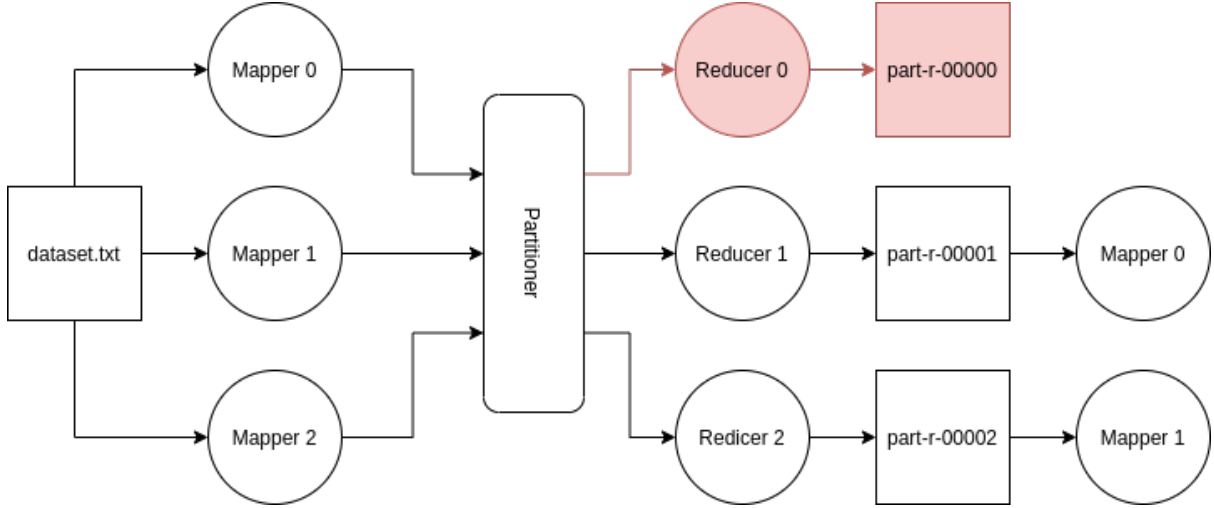 Mapper 0
Reducer 0
part-r-00000
dataset.txt
Mapper 1
Partitioner
Reducer 1
part-r-00001
Mapper 0
Mapper 2
Redicer 2
part-r-00002
Mapper 1